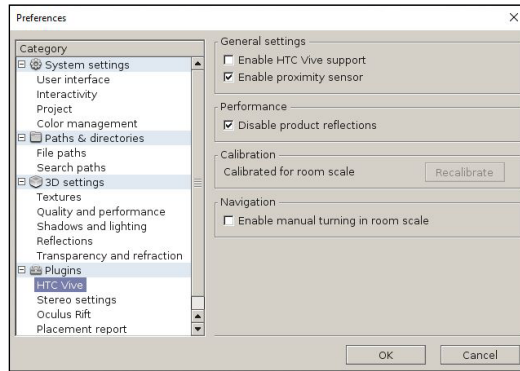 Preferences
Category
System settings
User interface
Interactivity
Project
Color management
Paths & directories
File paths
Search paths
3D settings
Textures
Quality and performance
Shadows and lighting
Reflections
Transparency and refraction
Plugins
HTC Vive
Stereo settings
Oculus Rift
Placement report
General settings
Enable HTC Vive support
Enable proximity sensor
Performance
Disable product reflections
Calibration
Calibrated for room scale Recalibrate
Navigation
Enable manual turning in room scale
OK Cancel